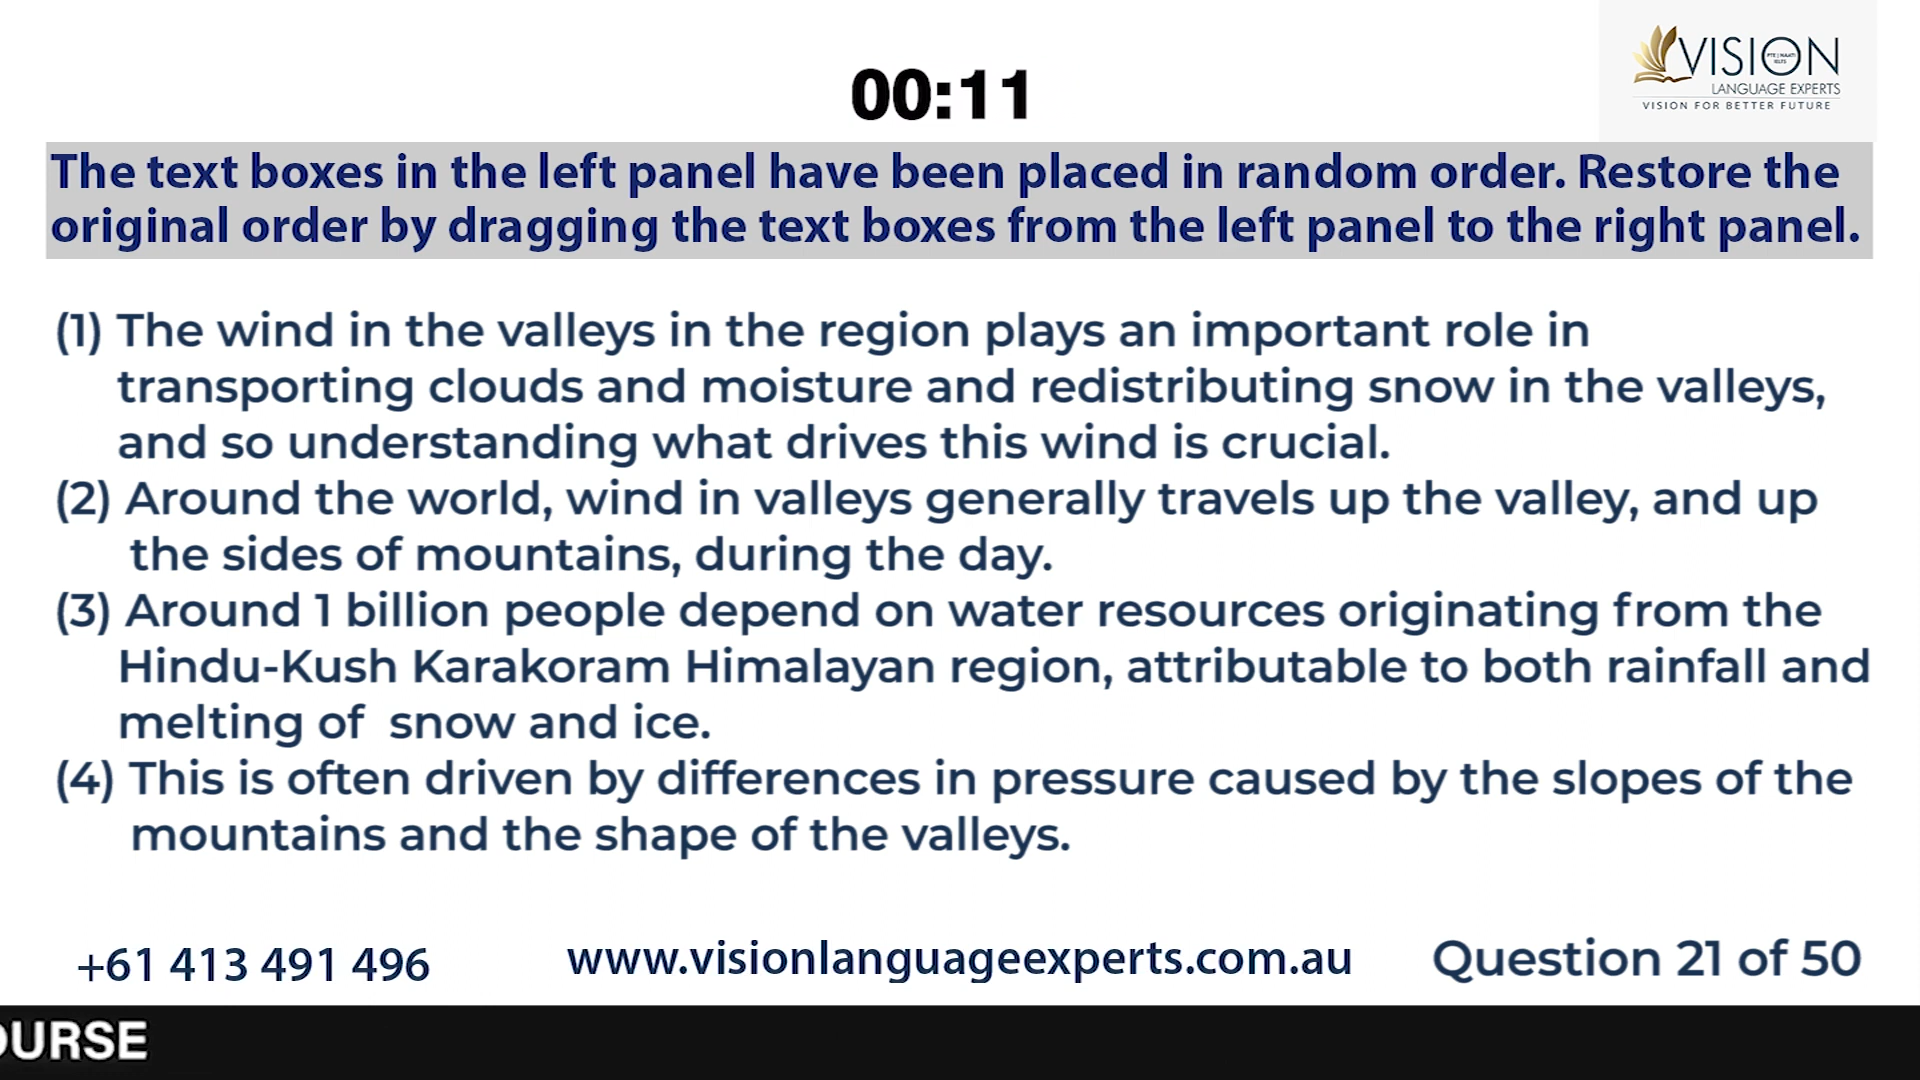 VISION
LANGUAGE EXPERTS
VISION FOR BETTER FUTURE
00:11
The text boxes in the left panel have been placed in random order. Restore the
original order by dragging the text boxes from the left panel to the right panel.
(1) The wind in the valleys in the region plays an important role in
transporting clouds and moisture and redistributing snow in the valleys,
and so understanding what drives this wind is crucial.
(2) Around the world, wind in valleys generally travels up the valley, and up
the sides of mountains, during the day.
(3) Around 1 billion people depend on water resources originating from the
Hindu-Kush Karakoram Himalayan region, attributable to both rainfall and
melting of snow and ice.
(4) This is often driven by differences in pressure caused by the slopes of the
mountains and the shape of the valleys.
+61 413 491 496
www.visionlanguageexperts.com.au
Question 21 of 50
OURSE